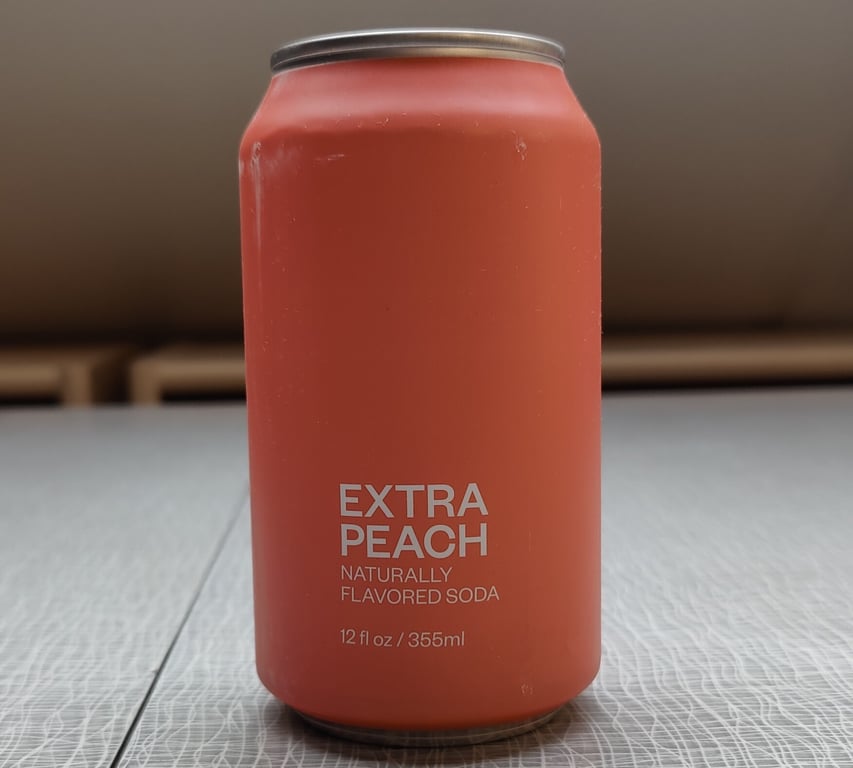 EXTRA
PEACH
NATURALLY
FLAVORED SODA
12 fl oz / 355ml